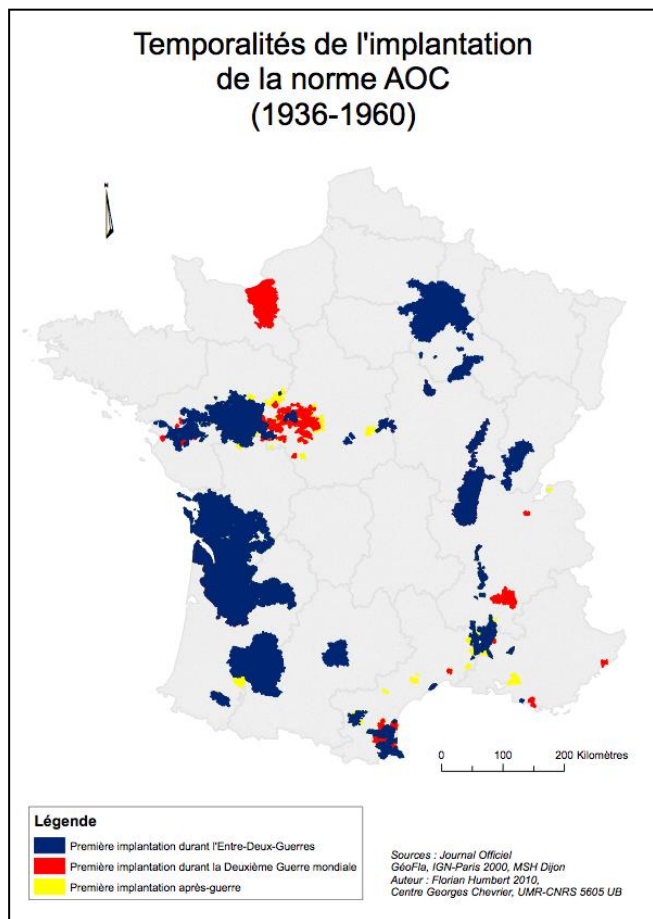 Temporalités de l'implantation
de la norme AOC
(1936-1960)
N
0 100 200 Kilomètres
Légende
Première implantation durant l'Entre-Deux-Guerres
Première implantation durant la Deuxième Guerre mondiale
Première implantation après-guerre
Sources : Journal Officiel
GéoFla, IGN-Paris 2000, MSH Dijon
Auteur : Florian Humbert 2010,
Centre Georges Chevrier, UMR-CNRS 5605 UB